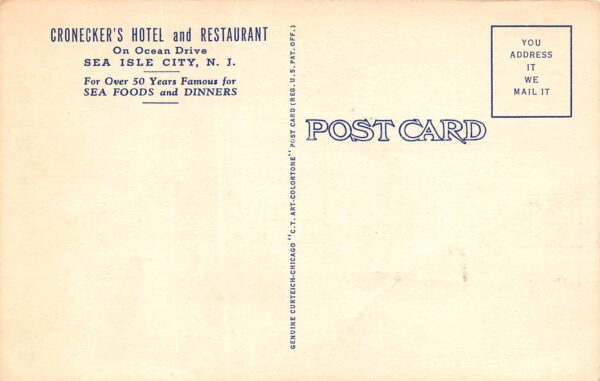 CRONECKER'S HOTEL and RESTAURANT
On Ocean Drive
SEA ISLE CITY, N. J.
For Over 50 Years Famous for
SEA FOODS and DINNERS
GENUINE CURTEICH-CHICAGO "C.T. ART-COLORTONE" POST CARD (REG. U.S. PAT. OFF.)
POST CARD
YOU
ADDRESS
IT
WE
MAIL IT